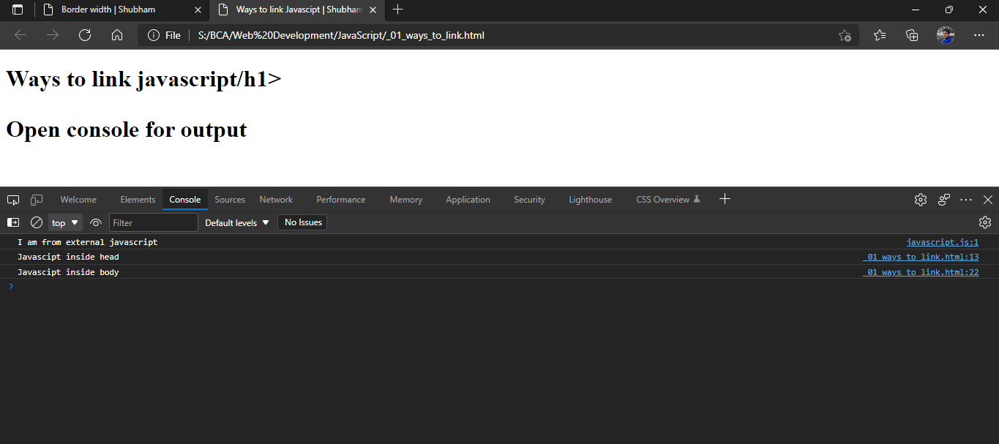 Border width | Shubham
Ways to link Javascipt | Shubham
File S:/BCA/Web%20Development/JavaScript/_01_ways_to_link.html
Ways to link javascript/h1>
Open console for output
Welcome Elements Console Sources Network Performance Memory Application Security Lighthouse CSS Overview
top Filter Default levels No Issues
I am from external javascript javascript.js:1
Javascipt inside head _01_ways_to_link.html:13
Javascipt inside body _01_ways_to_link.html:22